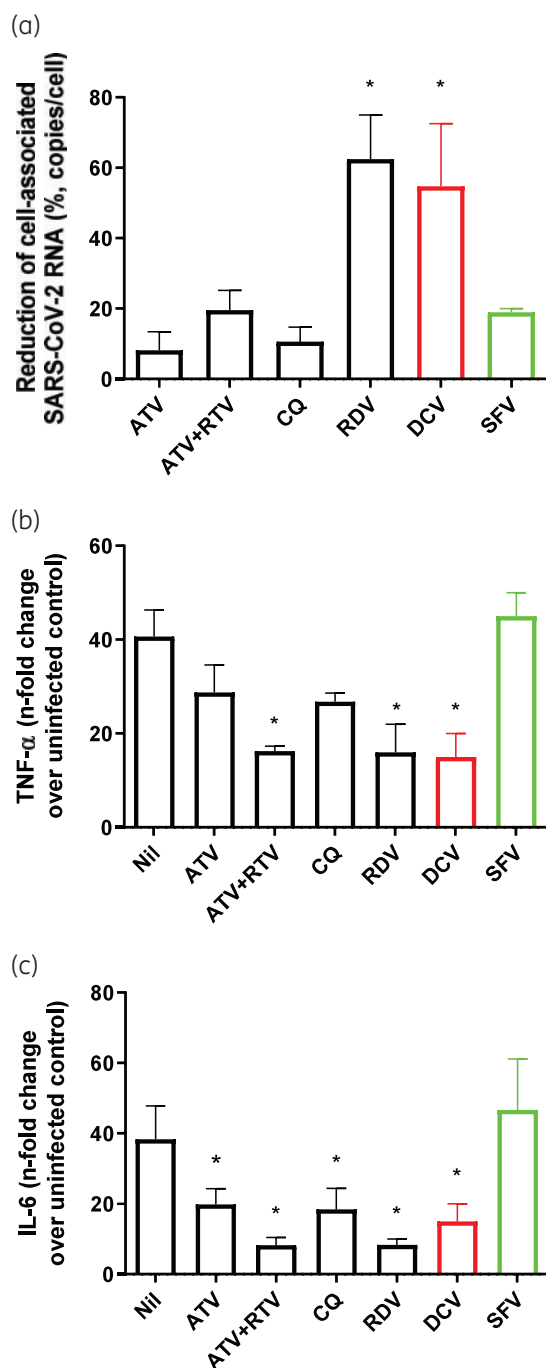 (a)
Reduction of cell-associated
SARS-CoV-2 RNA (%, copies/cell)
80
60
40
20
0
* *
ATV ATV+RTV CQ RDV DCV SFV
(b)
TNF-α (n-fold change
over uninfected control)
60
40
20
0
* * *
Nil ATV ATV+RTV CQ RDV DCV SFV
(c)
IL-6 (n-fold change
over uninfected control)
80
60
40
20
0
* * * * *
Nil ATV ATV+RTV CQ RDV DCV SFV